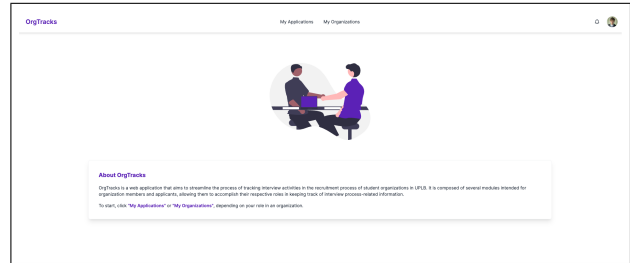 OrgTracks
My Applications
My Organizations
About OrgTracks
OrgTracks is a web application that aims to streamline the process of tracking interview activities in the recruitment process of student organizations in UPLB. It is composed of several modules intended for
organization members and applicants, allowing them to accomplish their respective roles in keeping track of interview process-related information.
To start, click "My Applications" or "My Organizations", depending on your role in an organization.